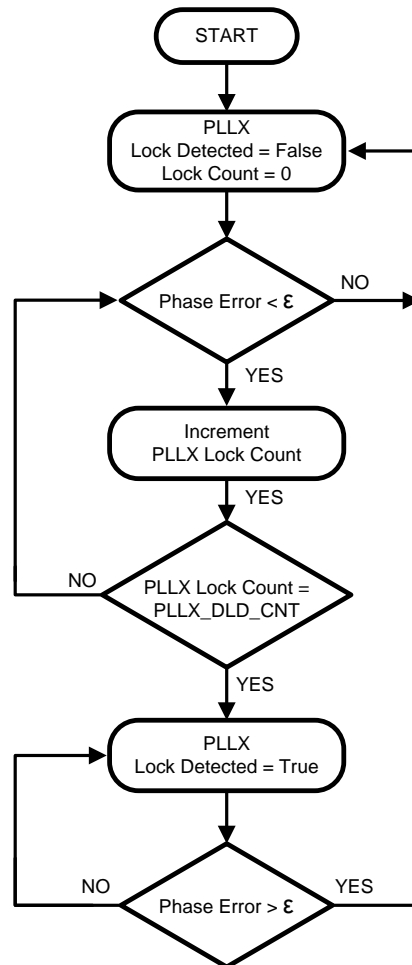 START
PLLX
Lock Detected = False
Lock Count = 0
Phase Error < ε
NO
YES
Increment
PLLX Lock Count
YES
NO
PLLX Lock Count =
PLLX_DLD_CNT
YES
PLLX
Lock Detected = True
NO
Phase Error > ε
YES